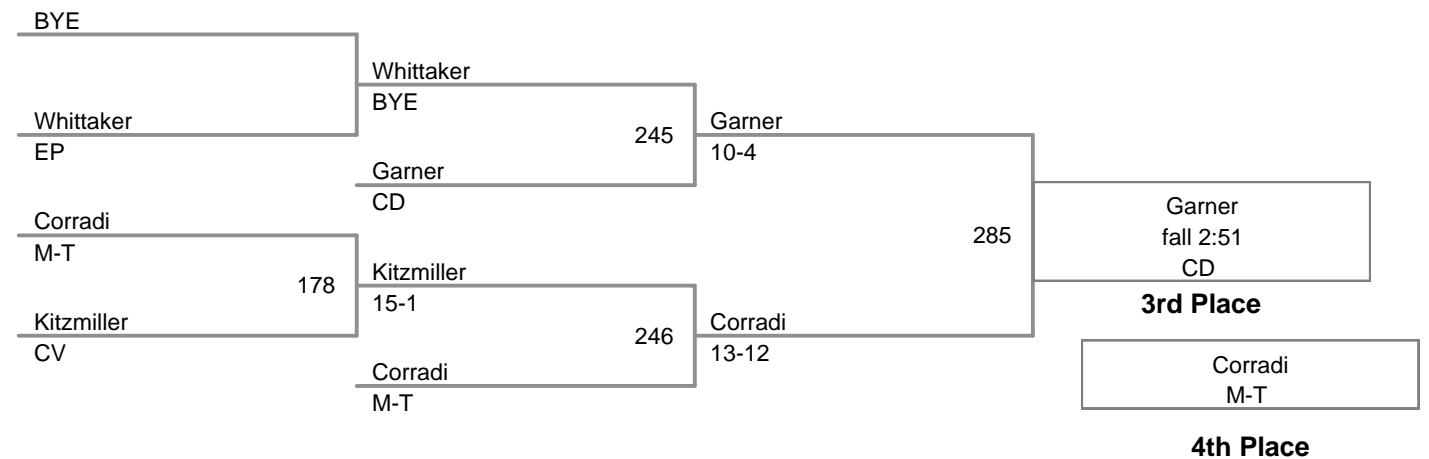 BYE
Whittaker
BYE
Whittaker
EP
245
Garner
10-4
Garner
CD
Corradi
M-T
178
Kitzmiller
15-1
Kitzmiller
CV
246
Corradi
13-12
Corradi
M-T
285
Garner
fall 2:51
CD
3rd Place
Corradi
M-T
4th Place